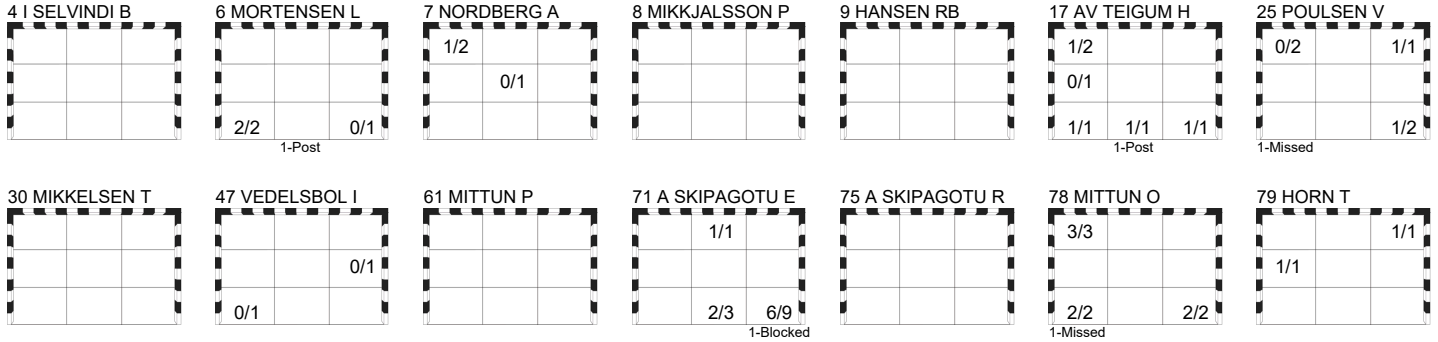 4 I SELVINDI B 6 MORTENSEN L 7 NORDBERG A 8 MIKKJALSSON P 9 HANSEN RB 17 AV TEIGUM H 25 POULSEN V
1/2 1/2 0/2 1/1
0/1 0/1
2/2 0/1 1/1 1/1 1/1 1/2
1-Post 1-Post 1-Missed
30 MIKKELSEN T 47 VEDELSBOL I 61 MITTUN P 71 A SKIPAGOTU E 75 A SKIPAGOTU R 78 MITTUN O 79 HORN T
1/1 3/3 1/1
0/1 1/1
0/1 2/3 6/9 2/2 2/2
1-Blocked 1-Missed